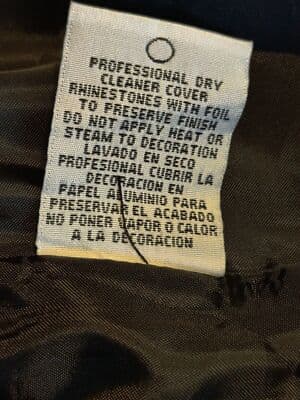 PROFESSIONAL DRY
CLEANER COVER
RHINESTONES WITH FOIL
TO PRESERVE FINISH
DO NOT APPLY HEAT OR
STEAM TO DECORATION
LAVADO EN SECO
PROFESIONAL CUBRIR LA
DECORACION EN
PAPEL ALUMINIO PARA
PRESERVAR EL ACABADO
NO PONER VAPOR O CALOR
A LA DECORACION